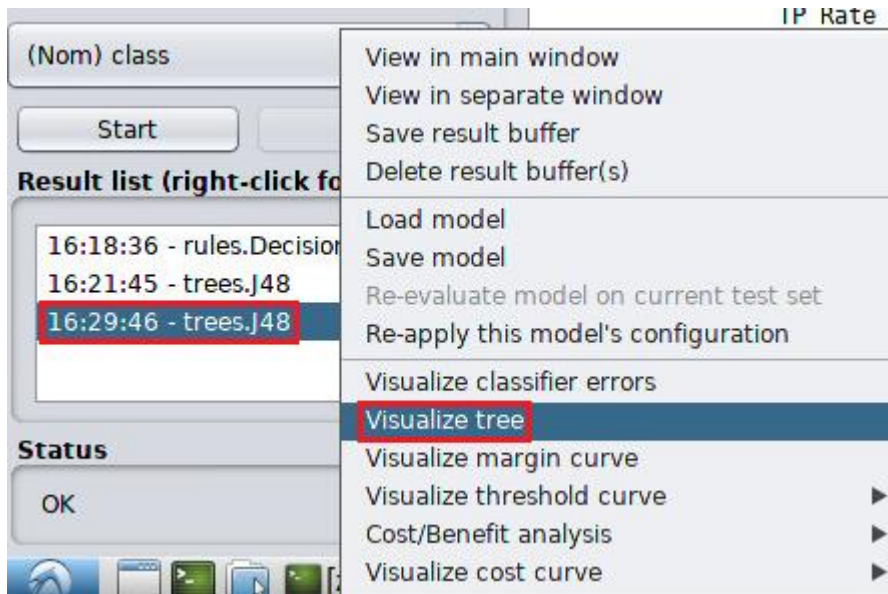 TP Rate
(Nom) class
Start
Result list (right-click fo
16:18:36 - rules.Decision
16:21:45 - trees.J48
16:29:46 - trees.J48
Status
OK
View in main window
View in separate window
Save result buffer
Delete result buffer(s)
Load model
Save model
Re-evaluate model on current test set
Re-apply this model's configuration
Visualize classifier errors
Visualize tree
Visualize margin curve
Visualize threshold curve
Cost/Benefit analysis
Visualize cost curve